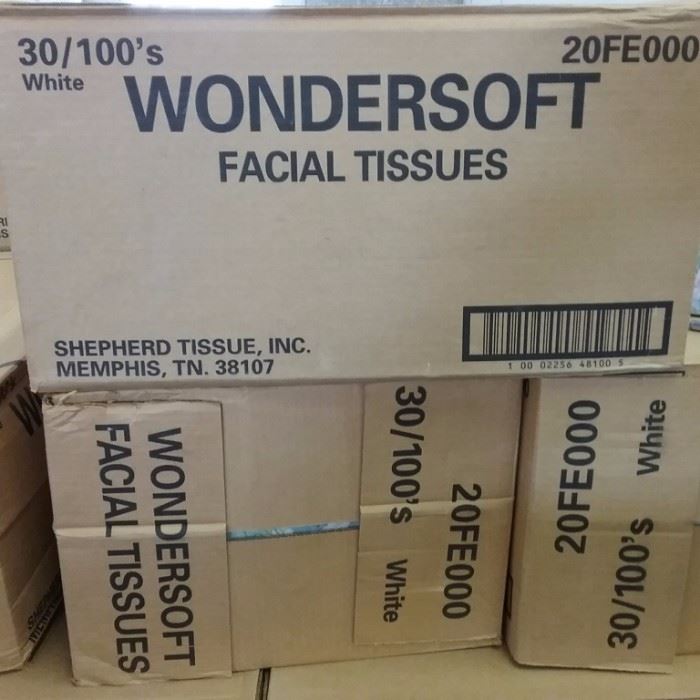 30/100's
20FE000
White
WONDERSOFT
FACIAL TISSUES
SHEPHERD TISSUE, INC.
MEMPHIS, TN. 38107
1 00 02256 48100 5
WONDERSOFT
FACIAL TISSUES
20FE000
30/100's White
20FE000
30/100's White